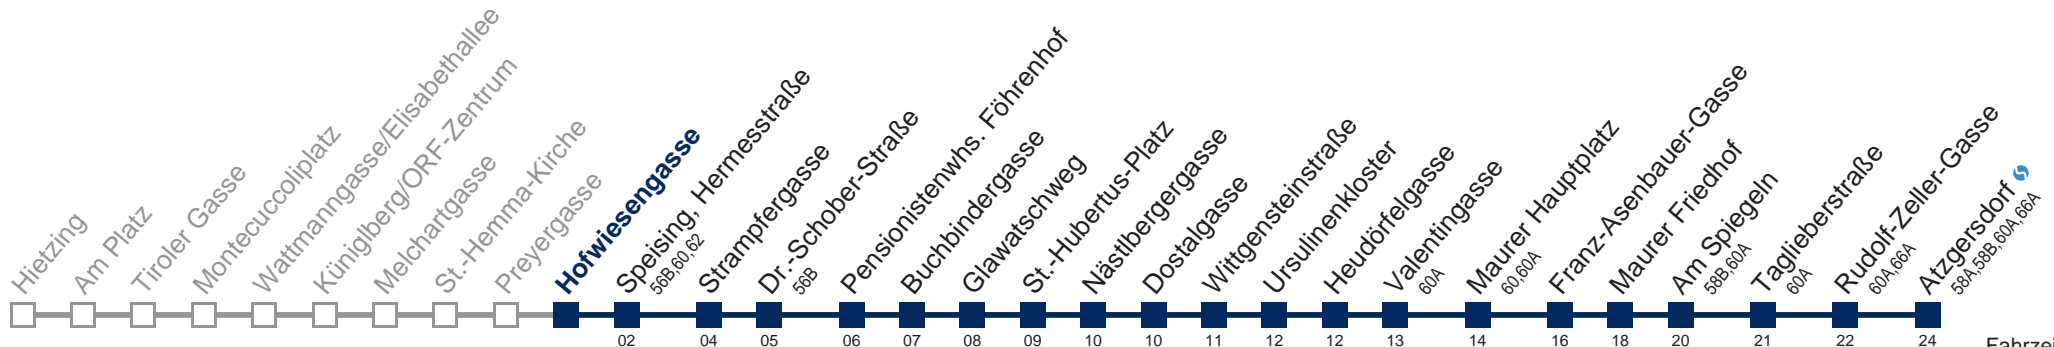 Hietzing
Am Platz
Tiroler Gasse
Montecuccoliplatz
Wattmanngasse/Elisabethallee
Küniglberg/ORF-Zentrum
Melchartgasse
St.-Hemma-Kirche
Preyergasse
Hofwiesengasse
Speising, Hermesstraße
56B,60,62
Strampfergasse
Dr.-Schober-Straße
56B
Pensionistenwhs. Föhrenhof
Buchbindergasse
Glawatschweg
St.-Hubertus-Platz
Nästlbergergasse
Dostalgasse
Wittgensteinstraße
Ursulinenkloster
Heudörfelgasse
Valentingasse
60A
Maurer Hauptplatz
60,60A
Franz-Asenbauer-Gasse
Maurer Friedhof
Am Spiegeln
58B,60A
Taglieberstraße
60A
Rudolf-Zeller-Gasse
60A,66A
Atzgersdorf
58A,58B,60A,66A
02 04 05 06 07 08 09 10 10 11 12 12 13 14 16 18 20 21 22 24